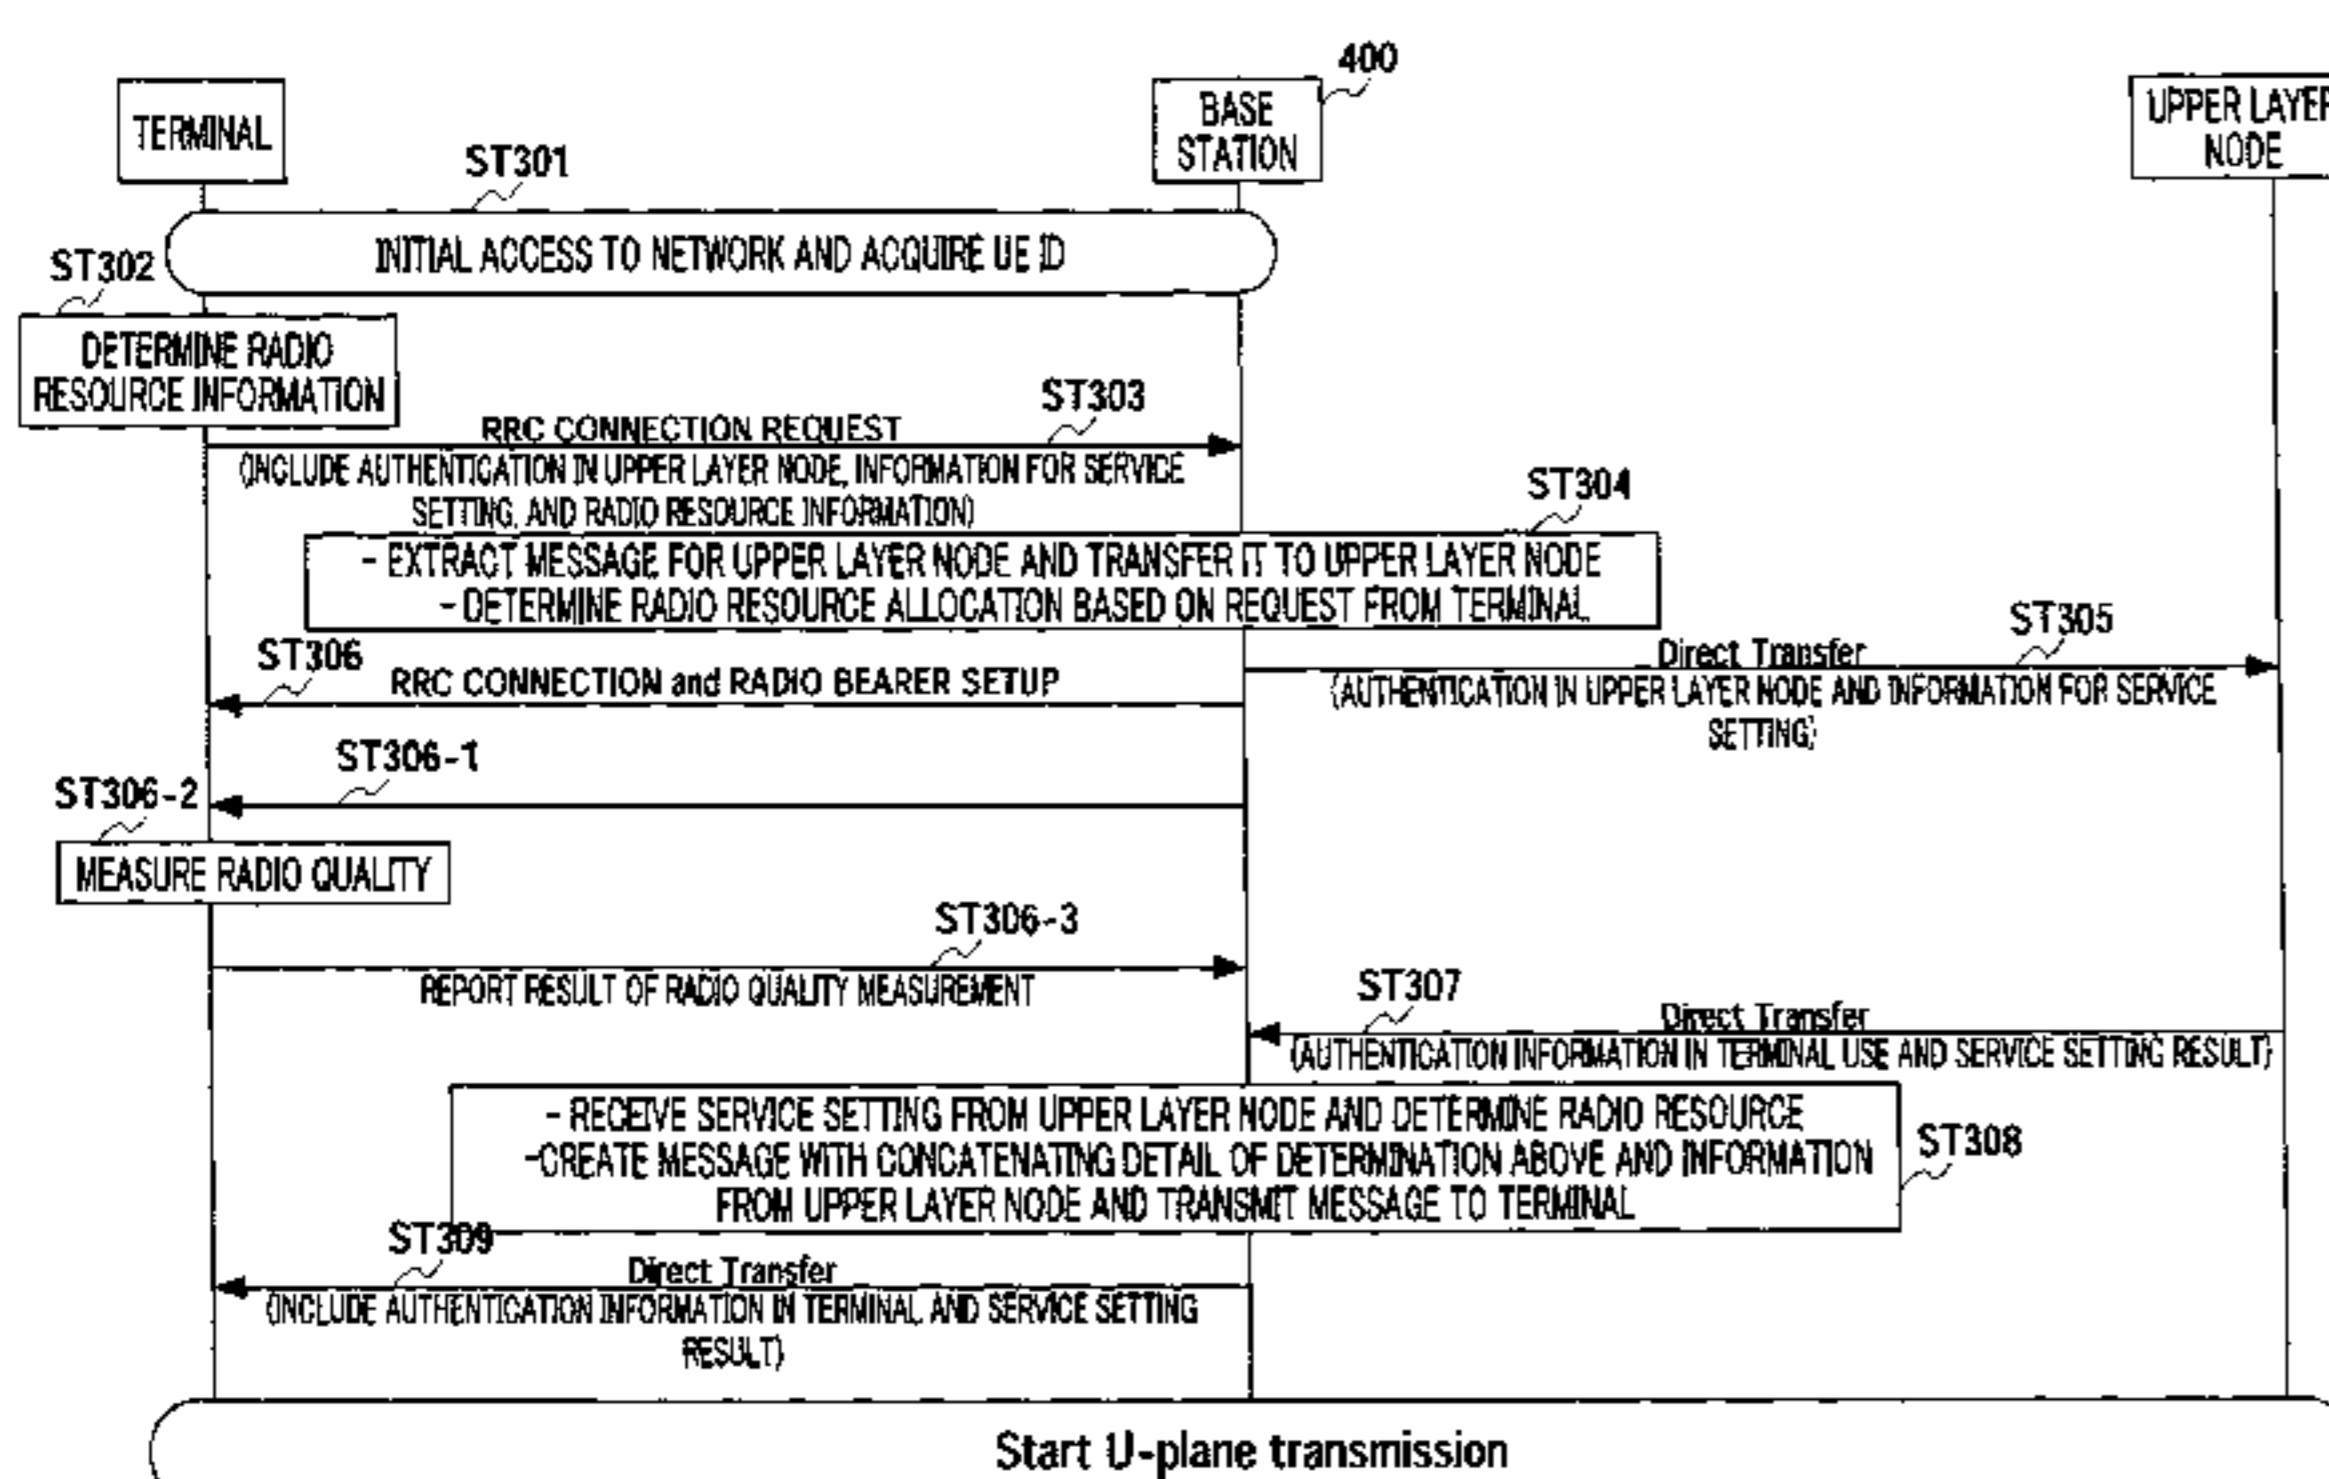 400
TERMINAL
BASE
STATION
UPPER LAYER
NODE
ST301
INITIAL ACCESS TO NETWORK AND ACQUIRE UE ID
ST302
DETERMINE RADIO
RESOURCE INFORMATION
ST303
RRC CONNECTION REQUEST
(INCLUDE AUTHENTICATION IN UPPER LAYER NODE, INFORMATION FOR SERVICE
SETTING, AND RADIO RESOURCE INFORMATION)
ST304
- EXTRACT MESSAGE FOR UPPER LAYER NODE AND TRANSFER IT TO UPPER LAYER NODE
- DETERMINE RADIO RESOURCE ALLOCATION BASED ON REQUEST FROM TERMINAL
ST305
Direct Transfer
(AUTHENTICATION IN UPPER LAYER NODE AND INFORMATION FOR SERVICE
SETTING)
ST306
RRC CONNECTION and RADIO BEARER SETUP
ST306-1
ST306-2
MEASURE RADIO QUALITY
ST306-3
REPORT RESULT OF RADIO QUALITY MEASUREMENT
ST307
Direct Transfer
(AUTHENTICATION INFORMATION IN TERMINAL USE AND SERVICE SETTING RESULT)
- RECEIVE SERVICE SETTING FROM UPPER LAYER NODE AND DETERMINE RADIO RESOURCE
-CREATE MESSAGE WITH CONCATENATING DETAIL OF DETERMINATION ABOVE AND INFORMATION
FROM UPPER LAYER NODE AND TRANSMIT MESSAGE TO TERMINAL
ST308
ST309
Direct Transfer
(INCLUDE AUTHENTICATION INFORMATION IN TERMINAL AND SERVICE SETTING
RESULT)
Start U-plane transmission